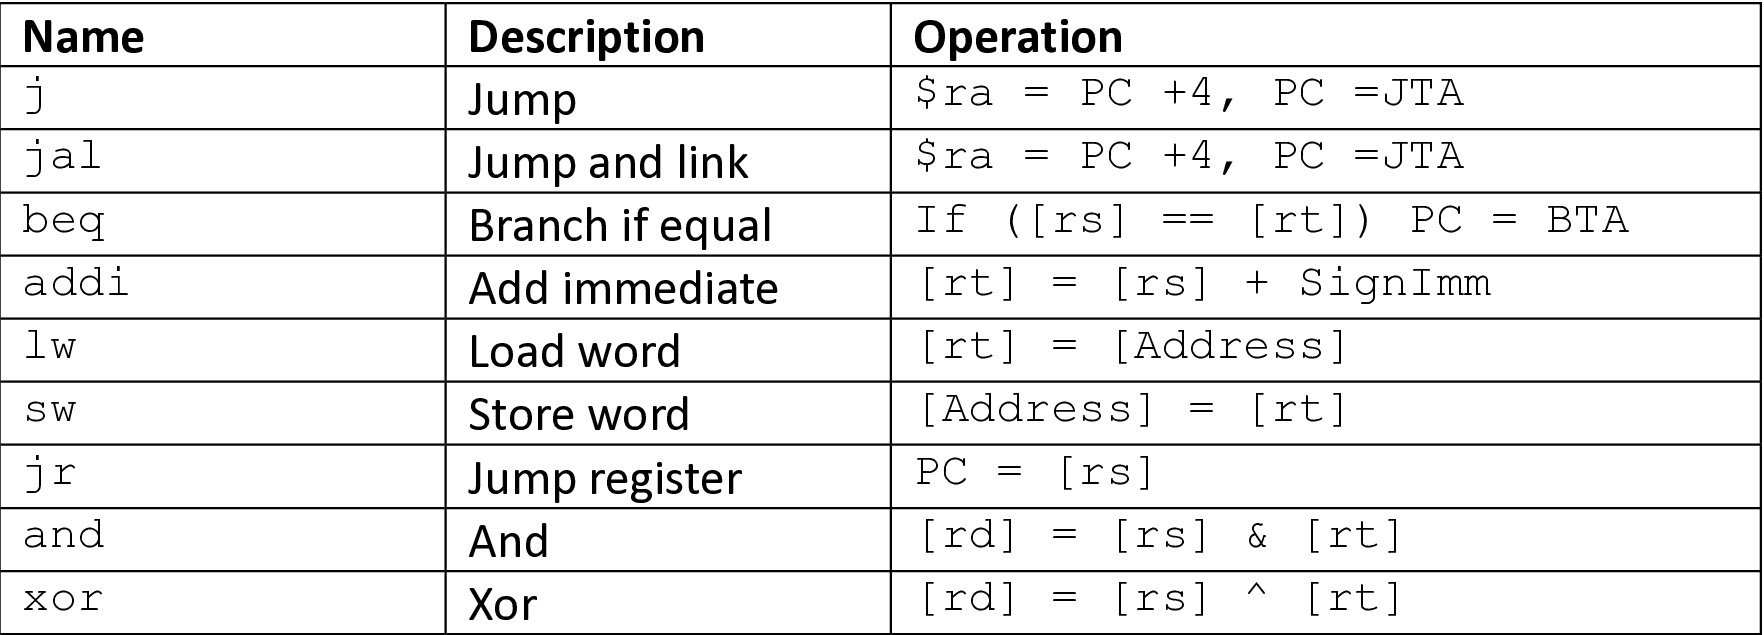 Name Description Operation
j Jump $ra = PC +4, PC =JTA
jal Jump and link $ra = PC +4, PC =JTA
beq Branch if equal If ([rs] == [rt]) PC = BTA
addi Add immediate [rt] = [rs] + SignImm
lw Load word [rt] = [Address]
sw Store word [Address] = [rt]
jr Jump register PC = [rs]
and And [rd] = [rs] & [rt]
xor Xor [rd] = [rs] ^ [rt]